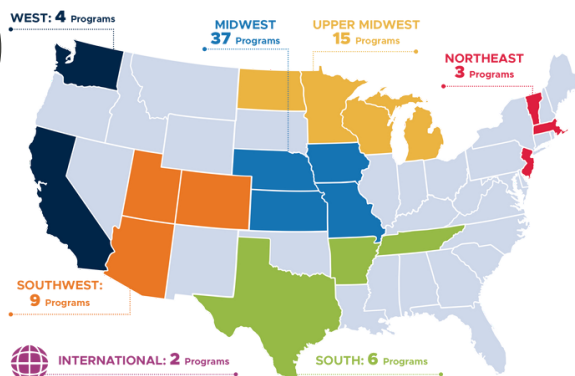 WEST: 4 Programs
MIDWEST
37 Programs
UPPER MIDWEST
15 Programs
NORTHEAST
3 Programs
SOUTHWEST:
9 Programs
INTERNATIONAL: 2 Programs
SOUTH: 6 Programs